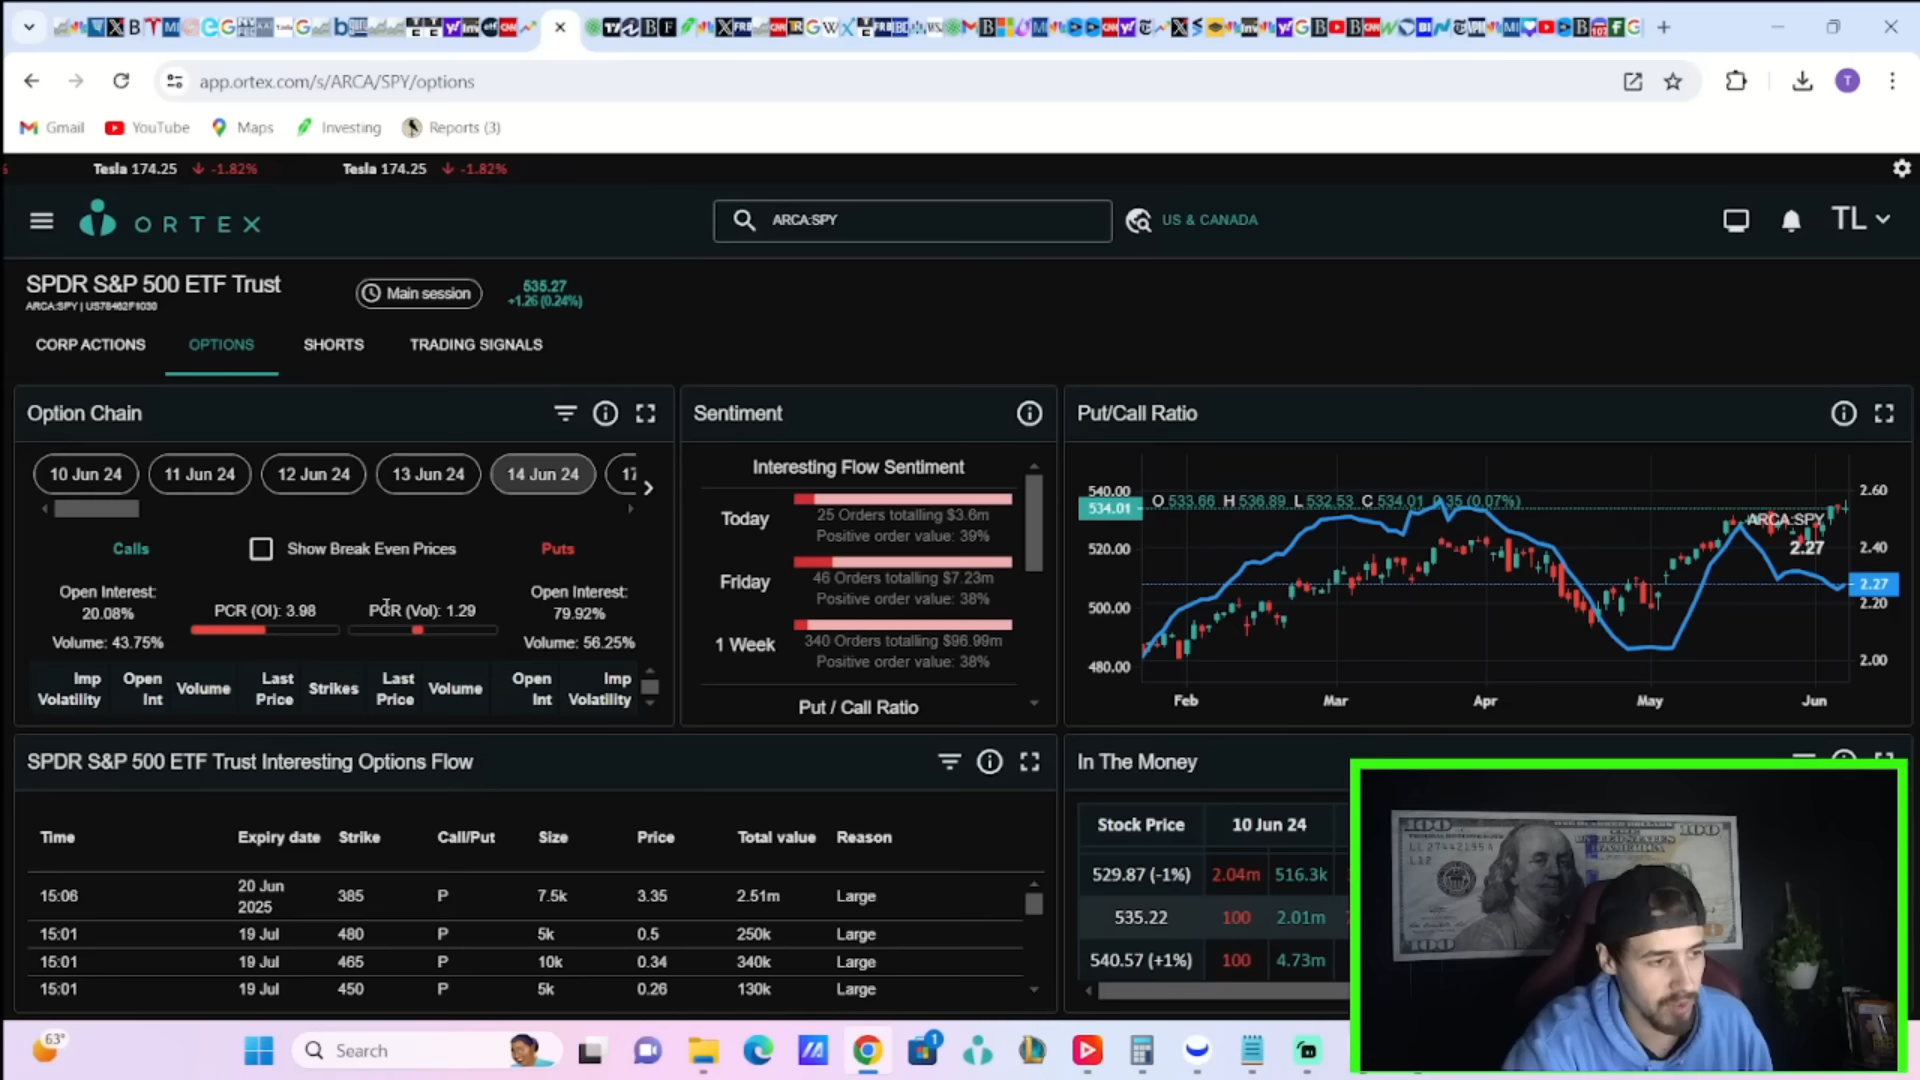 app.ortex.com/s/ARCA/SPY/options
Gmail
YouTube
Maps
Investing
Reports (3)
Tesla 174.25 -1.82%
Tesla 174.25 -1.82%
ORTEX
ARCA:SPY
US & CANADA
TL
SPDR S&P 500 ETF Trust
ARCA:SPY | US78462F1030
Main session
535.27
+1.26 (0.24%)
CORP ACTIONS
OPTIONS
SHORTS
TRADING SIGNALS
Option Chain
10 Jun 24
11 Jun 24
12 Jun 24
13 Jun 24
14 Jun 24
17
Calls
Show Break Even Prices
Puts
Open Interest:
20.08%
PCR (OI): 3.98
PCR (Vol): 1.29
Open Interest:
79.92%
Volume: 43.75%
Volume: 56.25%
Imp Volatility
Open Int
Volume
Last Price
Strikes
Last Price
Volume
Open Int
Imp Volatility
Sentiment
Interesting Flow Sentiment
Today
25 Orders totalling $3.6m
Positive order value: 39%
Friday
46 Orders totalling $7.23m
Positive order value: 38%
1 Week
340 Orders totalling $96.99m
Positive order value: 38%
Put / Call Ratio
Put/Call Ratio
O 533.66 H 536.89 L 532.53 C 534.01 0.35 (0.07%)
540.00
534.01
520.00
500.00
480.00
ARCA:SPY
2.27
2.60
2.40
2.27
2.20
2.00
Feb
Mar
Apr
May
Jun
SPDR S&P 500 ETF Trust Interesting Options Flow
Time Expiry date Strike Call/Put Size Price Total value Reason
15:06 20 Jun 2025 385 P 7.5k 3.35 2.51m Large
15:01 19 Jul 480 P 5k 0.5 250k Large
15:01 19 Jul 465 P 10k 0.34 340k Large
15:01 19 Jul 450 P 5k 0.26 130k Large
In The Money
Stock Price 10 Jun 24
529.87 (-1%) 2.04m 516.3k
535.22 100 2.01m
540.57 (+1%) 100 4.73m
100
100
100
63°
Search
1